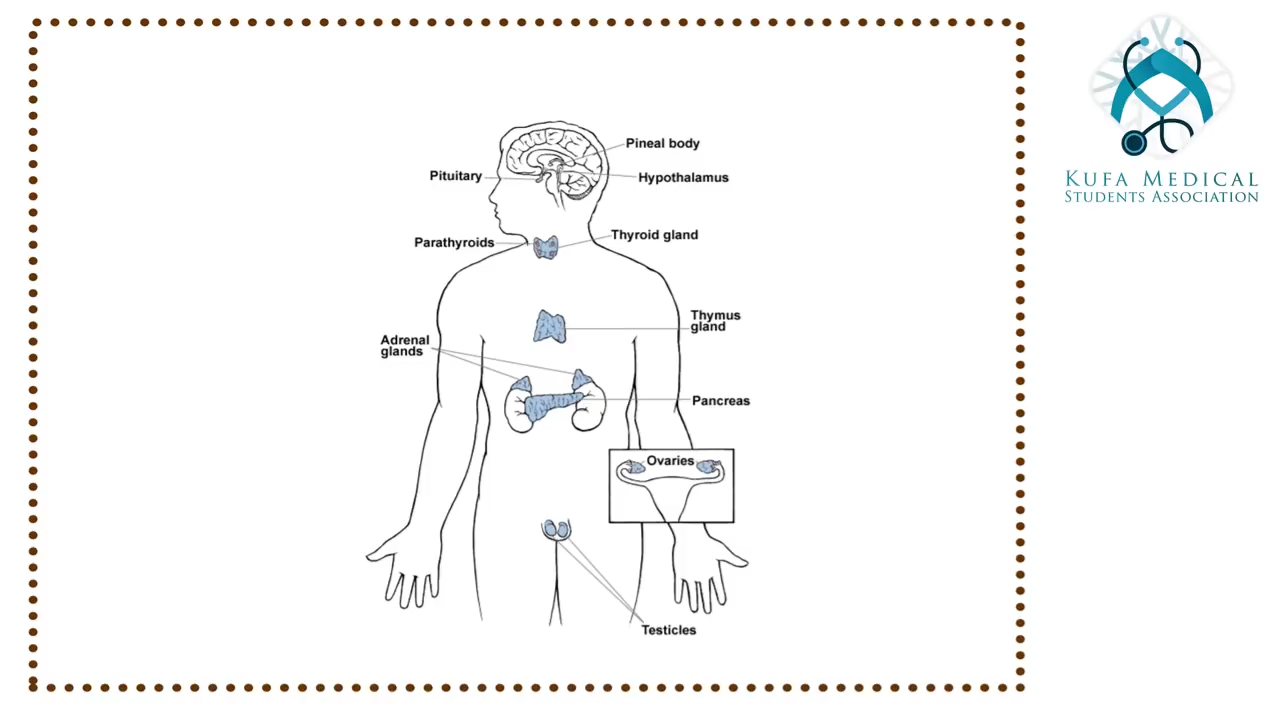 Pineal body
Pituitary
Hypothalamus
Parathyroids
Thyroid gland
Thymus
gland
Adrenal
glands
Pancreas
Ovaries
Testicles
Kufa Medical
Students Association